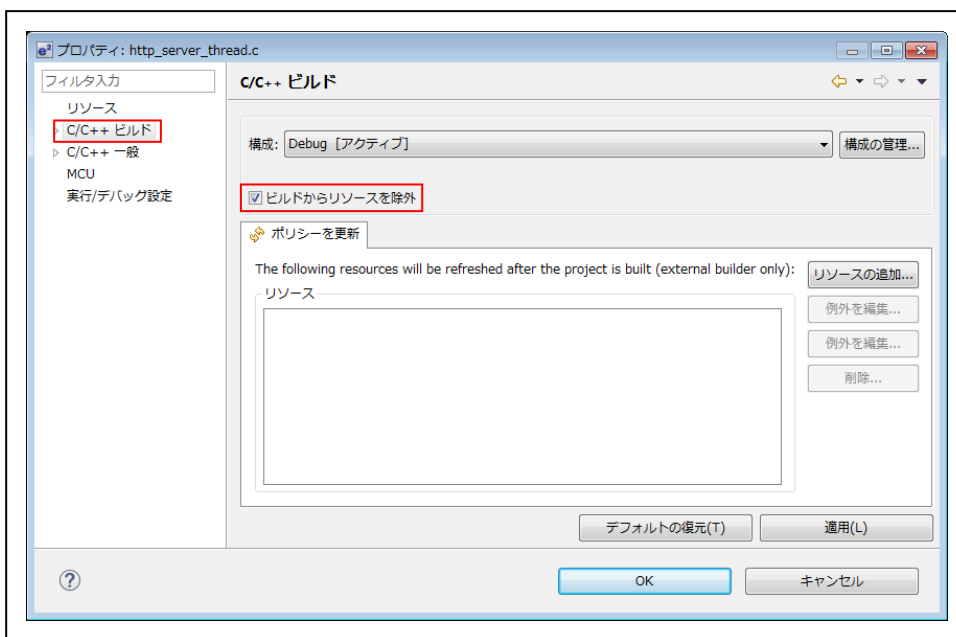 e² プロパティ: http_server_thread.c
フィルタ入力
リソース
C/C++ ビルド
C/C++ 一般
MCU
実行/デバッグ設定
C/C++ ビルド
構成: Debug [アクティブ] 構成の管理...
ビルドからリソースを除外
ポリシーを更新
The following resources will be refreshed after the project is built (external builder only):
リソース
リソースの追加...
例外を編集...
例外を編集...
削除...
デフォルトの復元(T) 適用(L)
? OK キャンセル